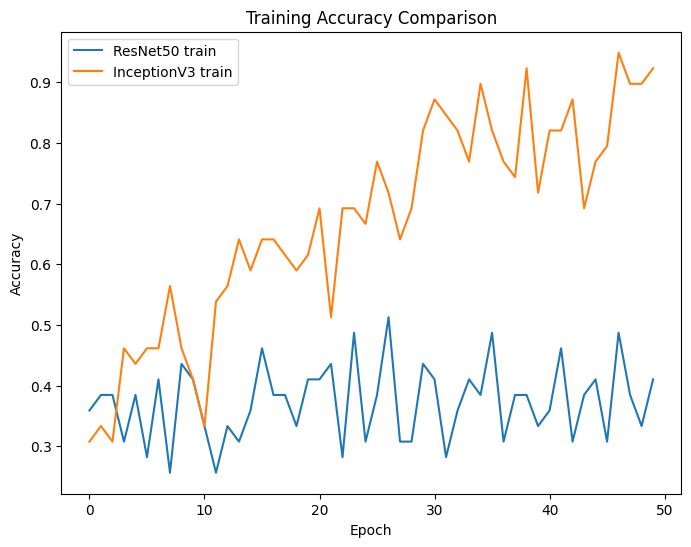 Training Accuracy Comparison
ResNet50 train
InceptionV3 train
Accuracy
0.9
0.8
0.7
0.6
0.5
0.4
0.3
0 10 20 30 40 50
Epoch